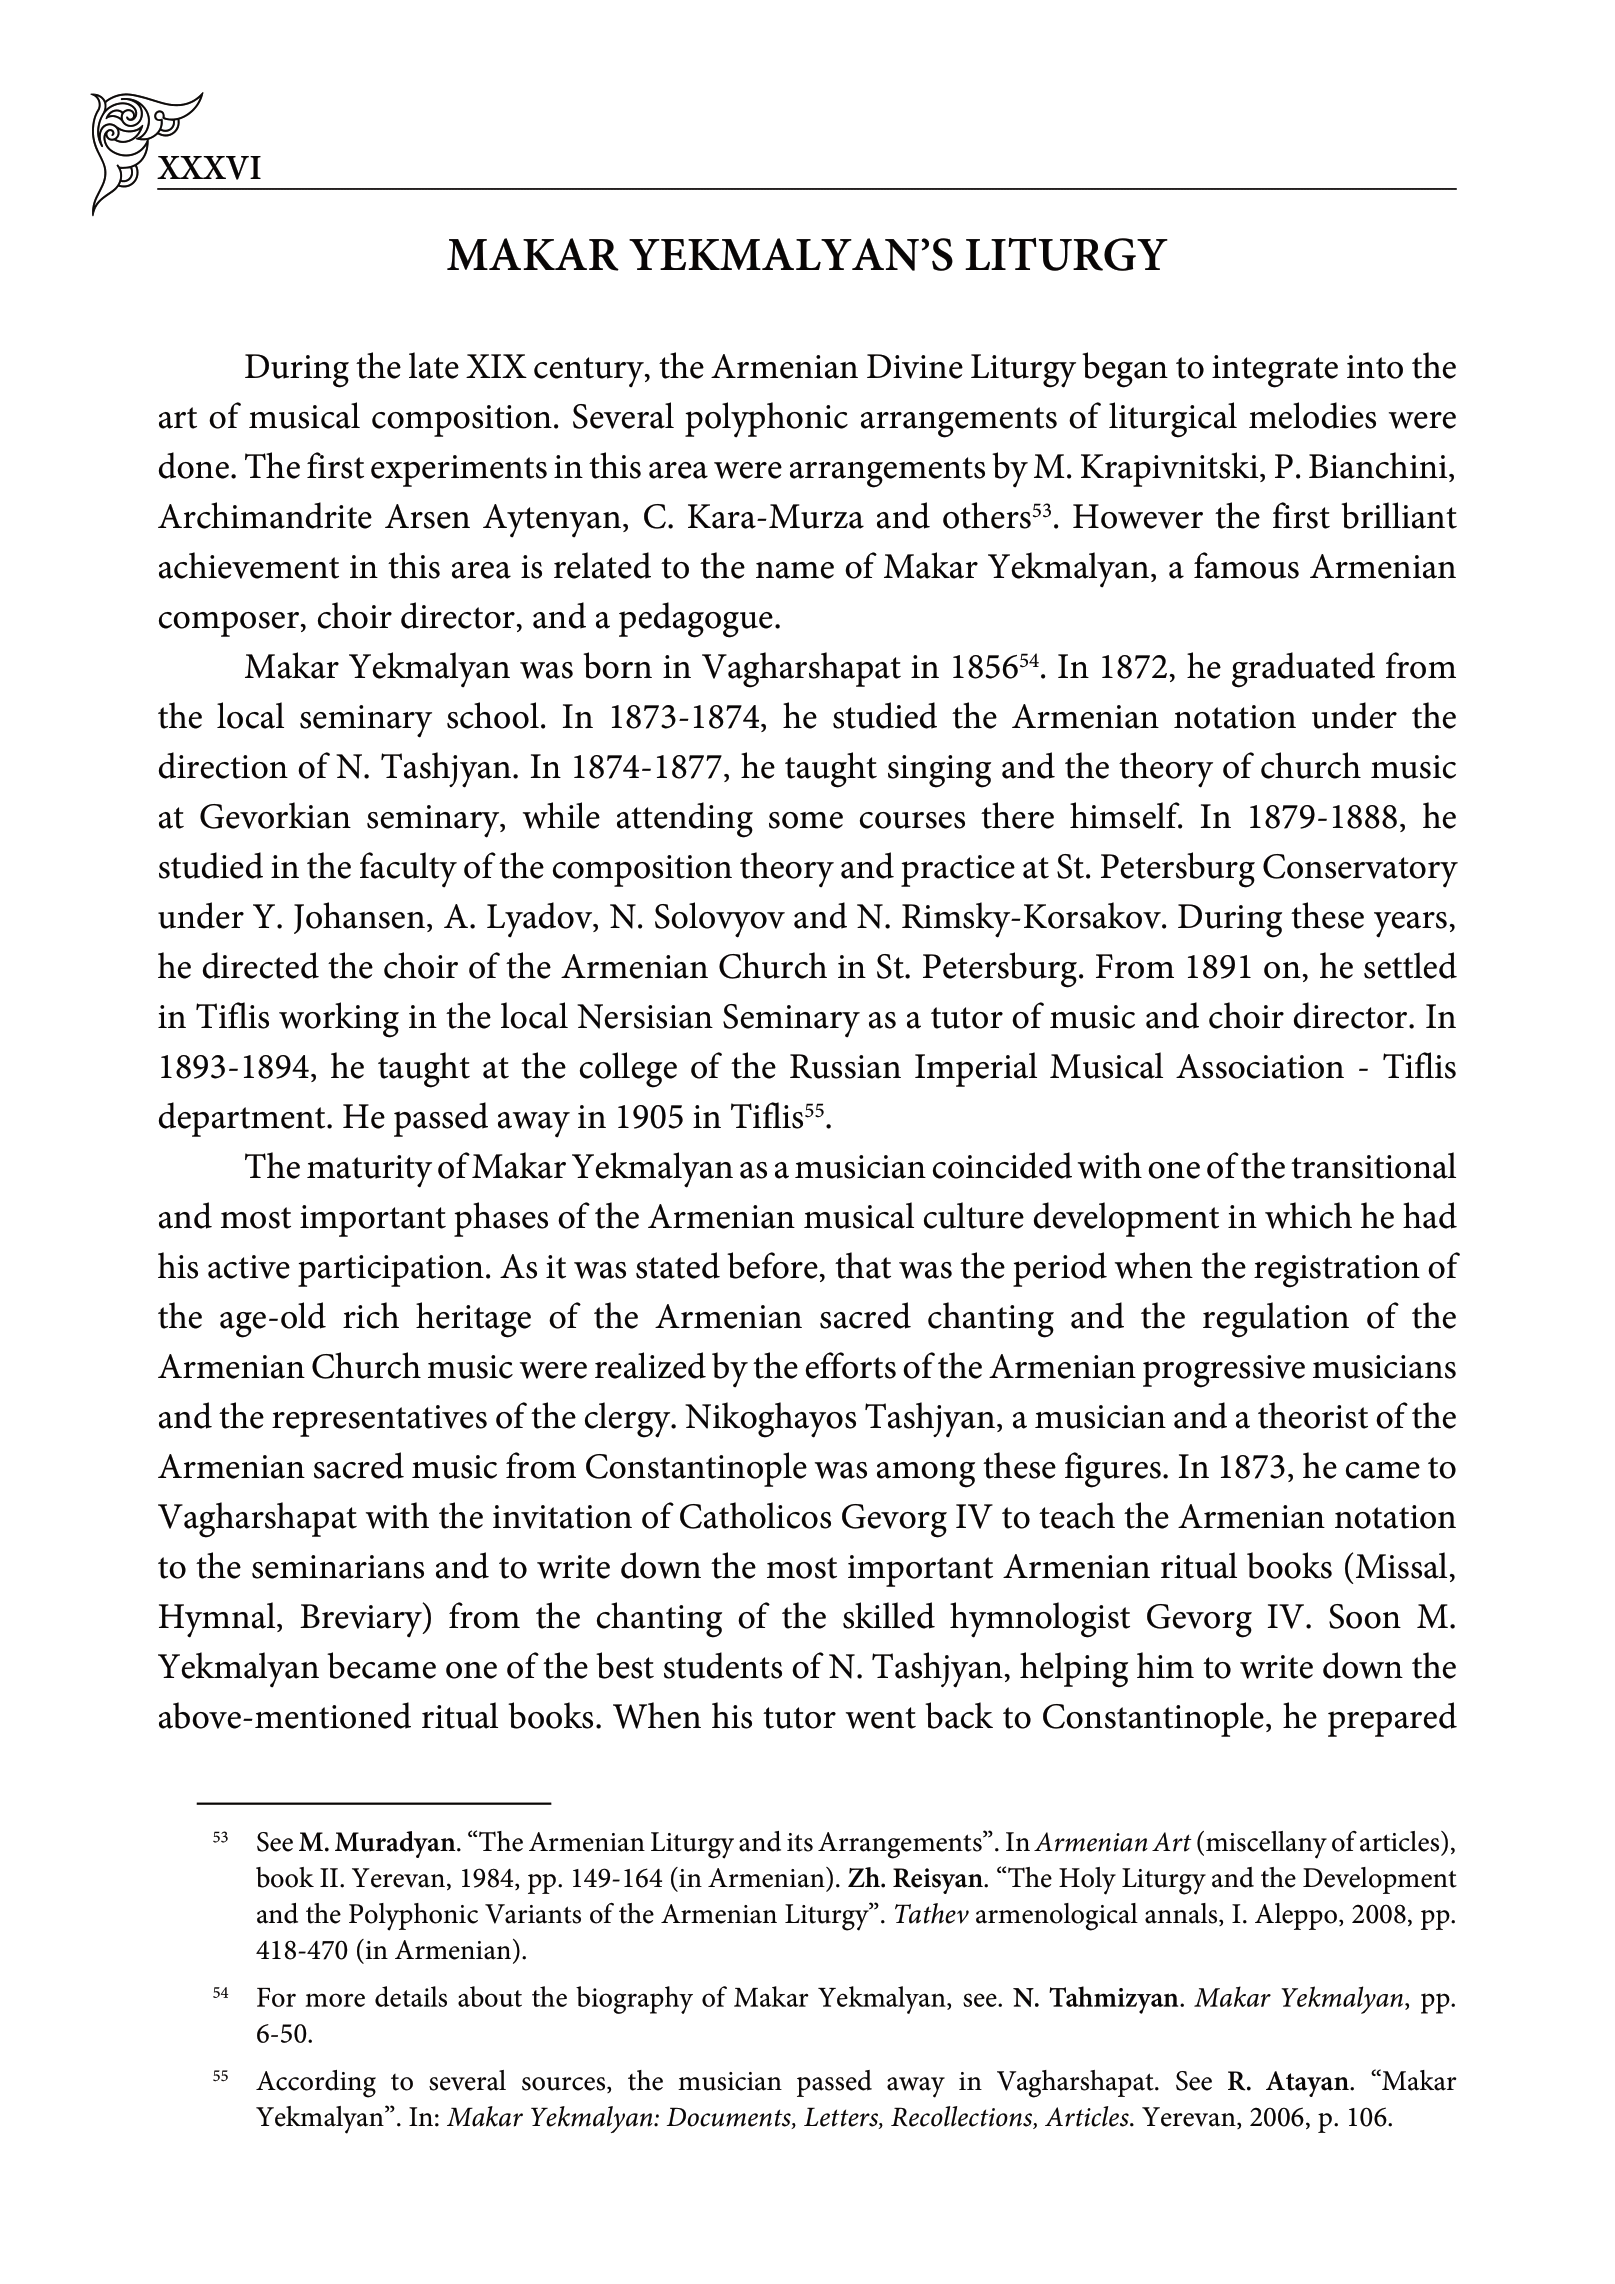 XXXVI
MAKAR YEKMALYAN’S LITURGY
During the late XIX century, the Armenian Divine Liturgy began to integrate into the
art of musical composition. Several polyphonic arrangements of liturgical melodies were
done. The first experiments in this area were arrangements by M. Krapivnitski, P. Bianchini,
Archimandrite Arsen Aytenyan, C. Kara-Murza and others⁵³. However the first brilliant
achievement in this area is related to the name of Makar Yekmalyan, a famous Armenian
composer, choir director, and a pedagogue.
Makar Yekmalyan was born in Vagharshapat in 1856⁵⁴. In 1872, he graduated from
the local seminary school. In 1873-1874, he studied the Armenian notation under the
direction of N. Tashjyan. In 1874-1877, he taught singing and the theory of church music
at Gevorkian seminary, while attending some courses there himself. In 1879-1888, he
studied in the faculty of the composition theory and practice at St. Petersburg Conservatory
under Y. Johansen, A. Lyadov, N. Solovyov and N. Rimsky-Korsakov. During these years,
he directed the choir of the Armenian Church in St. Petersburg. From 1891 on, he settled
in Tiflis working in the local Nersisian Seminary as a tutor of music and choir director. In
1893-1894, he taught at the college of the Russian Imperial Musical Association - Tiflis
department. He passed away in 1905 in Tiflis⁵⁵.
The maturity of Makar Yekmalyan as a musician coincided with one of the transitional
and most important phases of the Armenian musical culture development in which he had
his active participation. As it was stated before, that was the period when the registration of
the age-old rich heritage of the Armenian sacred chanting and the regulation of the
Armenian Church music were realized by the efforts of the Armenian progressive musicians
and the representatives of the clergy. Nikoghayos Tashjyan, a musician and a theorist of the
Armenian sacred music from Constantinople was among these figures. In 1873, he came to
Vagharshapat with the invitation of Catholicos Gevorg IV to teach the Armenian notation
to the seminarians and to write down the most important Armenian ritual books (Missal,
Hymnal, Breviary) from the chanting of the skilled hymnologist Gevorg IV. Soon M.
Yekmalyan became one of the best students of N. Tashjyan, helping him to write down the
above-mentioned ritual books. When his tutor went back to Constantinople, he prepared
⁵³ See M. Muradyan. “The Armenian Liturgy and its Arrangements”. In Armenian Art (miscellany of articles),
book II. Yerevan, 1984, pp. 149-164 (in Armenian). Zh. Reisyan. “The Holy Liturgy and the Development
and the Polyphonic Variants of the Armenian Liturgy”. Tathev armenological annals, I. Aleppo, 2008, pp.
418-470 (in Armenian).
⁵⁴ For more details about the biography of Makar Yekmalyan, see. N. Tahmizyan. Makar Yekmalyan, pp.
6-50.
⁵⁵ According to several sources, the musician passed away in Vagharshapat. See R. Atayan. “Makar
Yekmalyan”. In: Makar Yekmalyan: Documents, Letters, Recollections, Articles. Yerevan, 2006, p. 106.